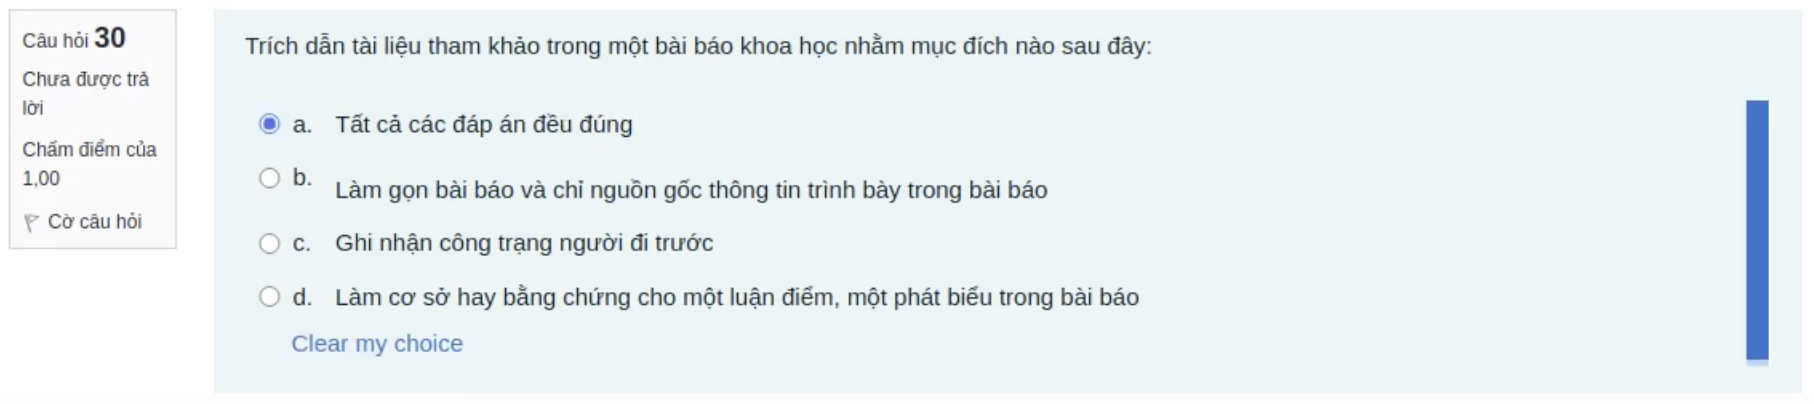 Câu hỏi 30
Chưa được trả
lời
Chấm điểm của
1,00
Cờ câu hỏi
Trích dẫn tài liệu tham khảo trong một bài báo khoa học nhằm mục đích nào sau đây:
a. Tất cả các đáp án đều đúng
b. Làm gọn bài báo và chỉ nguồn gốc thông tin trình bày trong bài báo
c. Ghi nhận công trạng người đi trước
d. Làm cơ sở hay bằng chứng cho một luận điểm, một phát biểu trong bài báo
Clear my choice